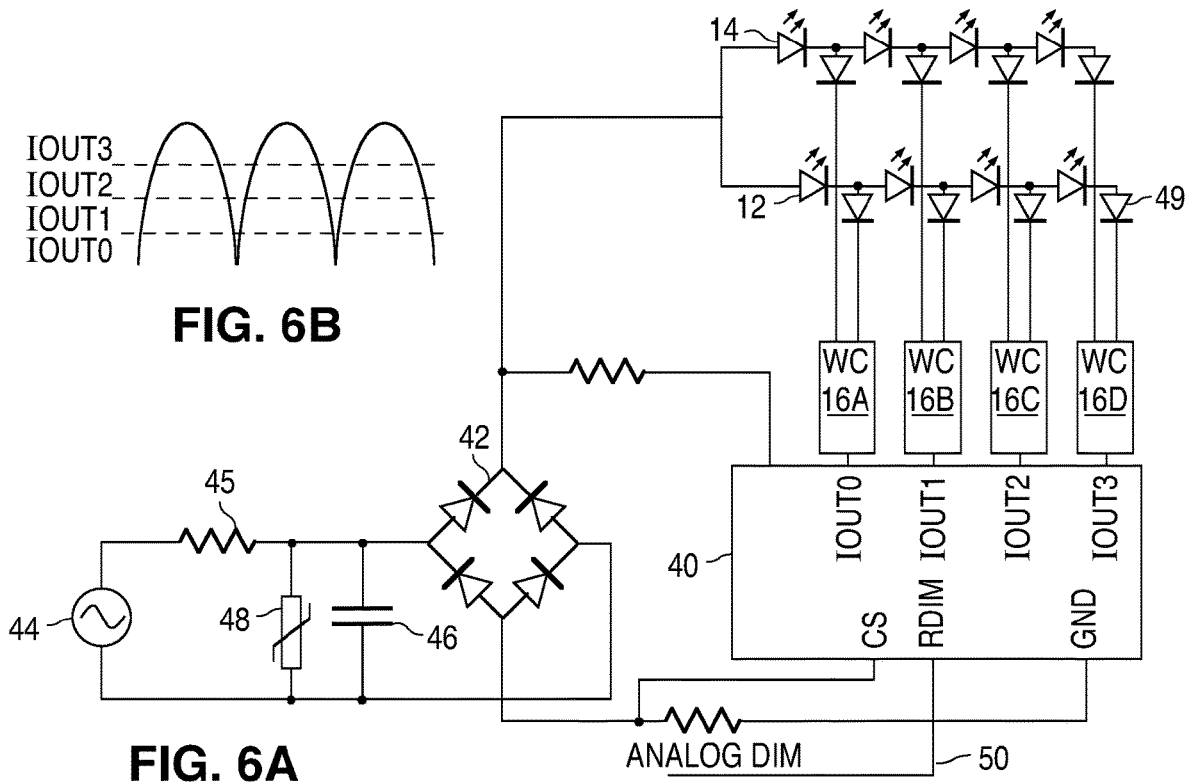 14
IOUT3
IOUT2
IOUT1
IOUT0
FIG. 6B
12
49
WC
16A
WC
16B
WC
16C
WC
16D
42
45
44
48
46
40
IOUT0
IOUT1
IOUT2
IOUT3
CS
RDIM
GND
ANALOG DIM
50
FIG. 6A